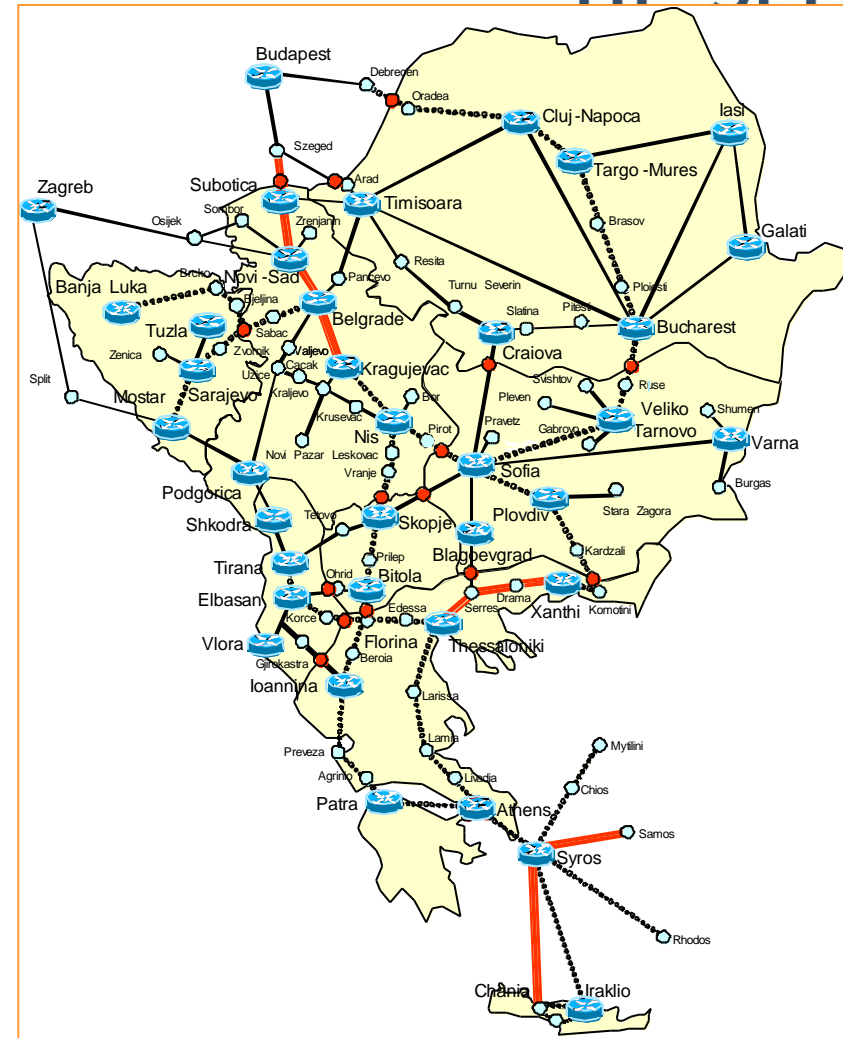 Budapest
Debrecen
Oradea
Cluj-Napoca
Iasi
Szeged
Targo-Mures
Zagreb
Subotica
Arad
Timisoara
Osijek
Sombor
Zrenjanin
Brasov
Galati
Resita
Banja Luka
Brcko
Novi-Sad
Pancevo
Turnu Severin
Ploiesti
Bjeljina
Belgrade
Slatina
Pitesti
Bucharest
Tuzla
Sabac
Craiova
Zenica
Zvornik
Valjevo
Uzice
Cacak
Kragujevac
Split
Sarajevo
Kraljevo
Svishtov
Ruse
Mostar
Krusevac
Bor
Pleven
Veliko Tarnovo
Shumen
Nis
Pirot
Pravetz
Gabrovo
Varna
Novi Pazar
Leskovac
Vranje
Sofia
Podgorica
Burgas
Shkodra
Tetovo
Skopje
Plovdiv
Stara Zagora
Blagoevgrad
Tirana
Prilep
Kardzali
Ohrid
Bitola
Elbasan
Drama
Xanthi
Komotini
Korce
Edessa
Serres
Vlora
Florina
Thessaloniki
Gjirokastra
Beroia
Ioannina
Larissa
Preveza
Lamia
Mytilini
Agrinio
Livadia
Chios
Patra
Athens
Samos
Syros
Rhodos
Chania
Iraklio